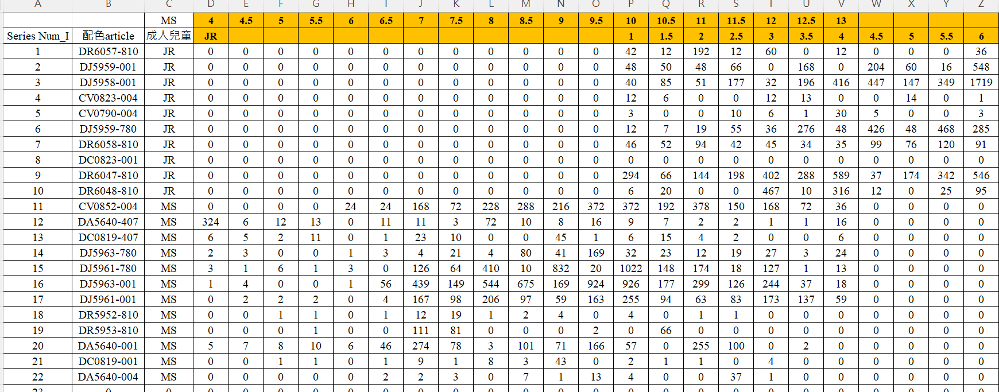 A B C D E F G H I J K L M N O P Q R S T U V W X Y Z
MS 4 4.5 5 5.5 6 6.5 7 7.5 8 8.5 9 9.5 10 10.5 11 11.5 12 12.5 13
Series Num_I 配色article 成人兒童 JR 1 1.5 2 2.5 3 3.5 4 4.5 5 5.5 6
1 DR6057-810 JR 0 0 0 0 0 0 0 0 0 0 0 0 42 12 192 12 60 0 12 0 0 0 36
2 DJ5959-001 JR 0 0 0 0 0 0 0 0 0 0 0 0 48 50 48 66 0 168 0 204 60 16 548
3 DJ5958-001 JR 0 0 0 0 0 0 0 0 0 0 0 0 40 85 51 177 32 196 416 447 147 349 1719
4 CV0823-004 JR 0 0 0 0 0 0 0 0 0 0 0 0 12 6 0 0 12 13 0 0 14 0 1
5 CV0790-004 JR 0 0 0 0 0 0 0 0 0 0 0 0 3 0 0 10 6 1 30 5 0 0 3
6 DJ5959-780 JR 0 0 0 0 0 0 0 0 0 0 0 0 12 7 19 55 36 276 48 426 48 468 285
7 DR6058-810 JR 0 0 0 0 0 0 0 0 0 0 0 0 46 52 94 42 45 34 35 99 76 120 91
8 DC0823-001 JR 0 0 0 0 0 0 0 0 0 0 0 0 0 0 0 0 0 0 0 0 0 0 0
9 DR6047-810 JR 0 0 0 0 0 0 0 0 0 0 0 0 294 66 144 198 402 288 589 37 174 342 546
10 DR6048-810 JR 0 0 0 0 0 0 0 0 0 0 0 0 6 20 0 0 467 10 316 12 0 25 95
11 CV0852-004 MS 0 0 0 0 24 24 168 72 228 288 216 372 372 192 378 150 168 72 36 0 0 0 0
12 DA5640-407 MS 324 6 12 13 0 11 11 3 72 10 8 16 9 7 2 2 1 1 16 0 0 0 0
13 DC0819-407 MS 6 5 2 11 0 1 23 10 0 0 45 1 6 15 4 2 0 0 6 0 0 0 0
14 DJ5963-780 MS 2 3 0 0 1 3 4 21 4 80 41 169 32 23 12 19 27 3 24 0 0 0 0
15 DJ5961-780 MS 3 1 6 1 3 0 126 64 410 10 832 20 1022 148 174 18 127 1 13 0 0 0 0
16 DJ5963-001 MS 1 4 0 0 1 56 439 149 544 675 169 924 926 177 299 126 244 37 18 0 0 0 0
17 DJ5961-001 MS 0 2 2 2 0 4 167 98 206 97 59 163 255 94 63 83 173 137 59 0 0 0 0
18 DR5952-810 MS 0 0 1 1 0 1 12 19 1 2 4 0 4 0 1 1 0 0 0 0 0 0 0
19 DR5953-810 MS 0 0 0 1 0 0 111 81 0 0 0 2 0 66 0 0 0 0 0 0 0 0 0
20 DA5640-001 MS 5 7 8 10 6 46 274 78 3 101 71 166 57 0 255 100 0 2 0 0 0 0 0
21 DC0819-001 MS 0 0 1 1 0 1 9 1 8 3 43 0 2 1 1 0 4 0 0 0 0 0 0
22 DA5640-004 MS 0 0 0 0 0 2 2 3 0 7 1 13 4 0 0 37 1 0 0 0 0 0 0